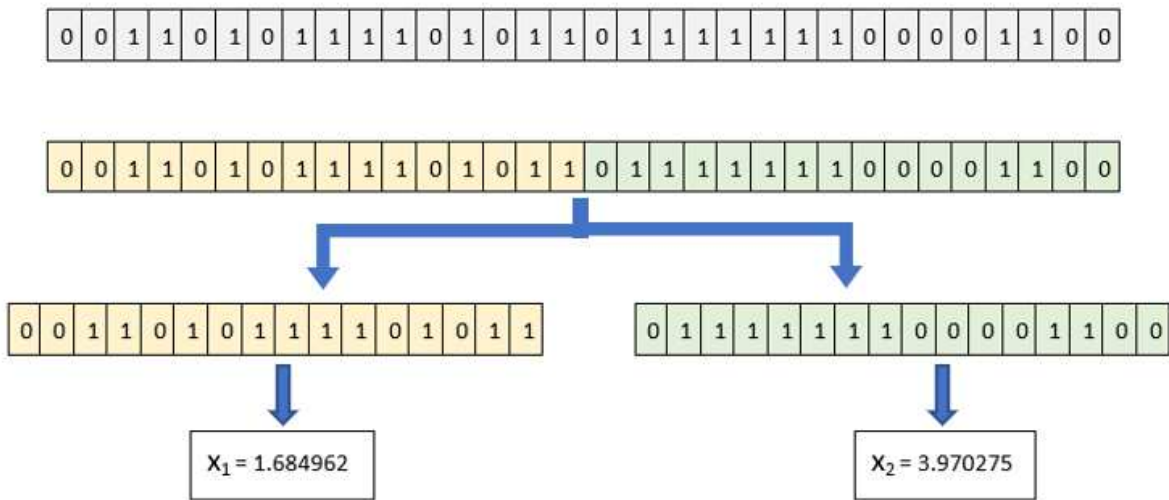 0 0 1 1 0 1 0 1 1 1 1 0 1 0 1 1 0 1 1 1 1 1 1 1 0 0 0 0 1 1 0 0
0 0 1 1 0 1 0 1 1 1 1 0 1 0 1 1 0 1 1 1 1 1 1 1 0 0 0 0 1 1 0 0
0 0 1 1 0 1 0 1 1 1 1 0 1 0 1 1
0 1 1 1 1 1 1 1 0 0 0 0 1 1 0 0
X₁ = 1.684962
X₂ = 3.970275